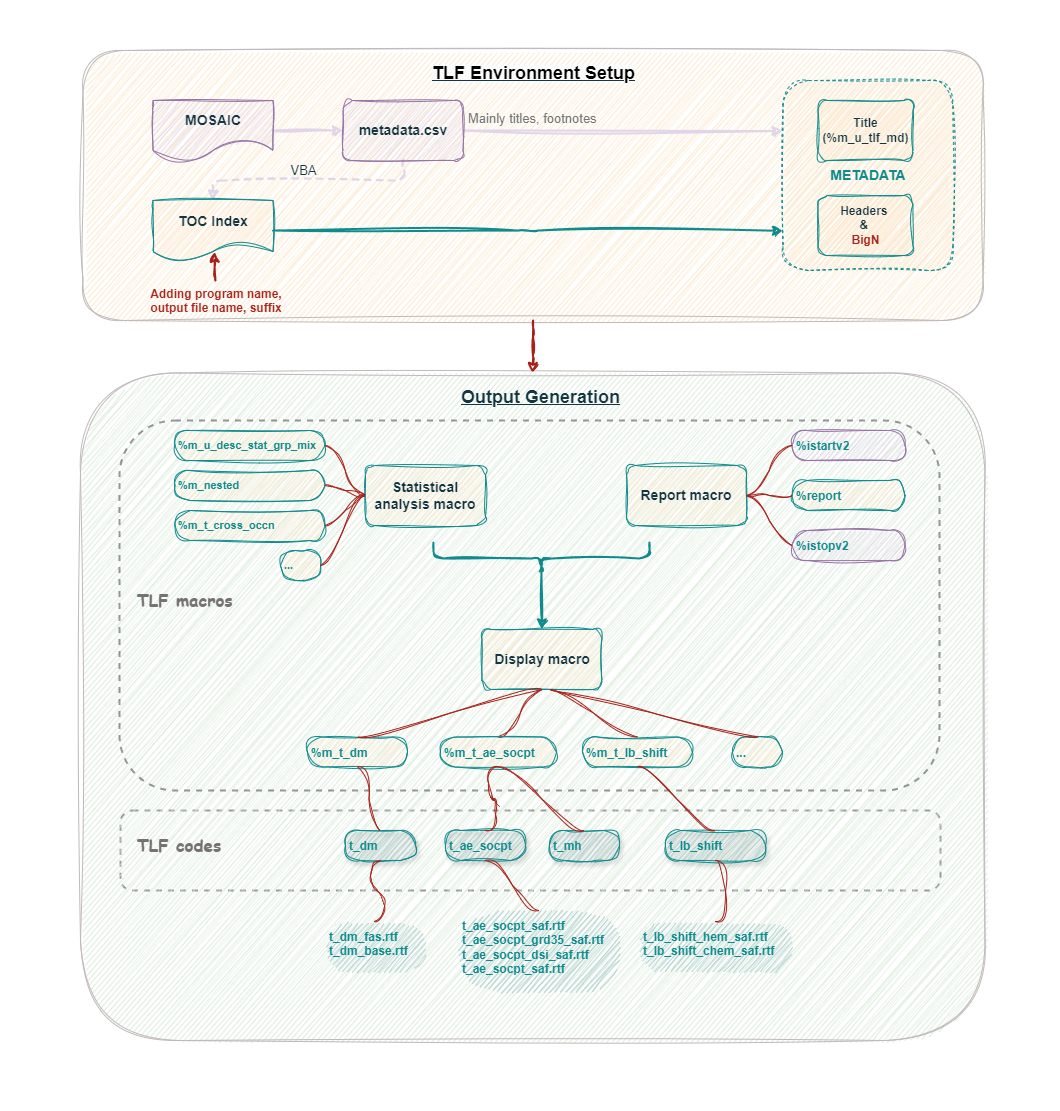 TLF Environment Setup
MOSAIC
metadata.csv
Mainly titles, footnotes
Title
(%m_u_tlf_md)
VBA
METADATA
TOC Index
Headers
&
BigN
Adding program name,
output file name, suffix
Output Generation
%m_u_desc_stat_grp_mix
%m_nested
%m_t_cross_occn
...
Statistical
analysis macro
Report macro
%istartv2
%report
%istopv2
TLF macros
Display macro
%m_t_dm
%m_t_ae_socpt
%m_t_lb_shift
...
TLF codes
t_dm
t_ae_socpt
t_mh
t_lb_shift
t_dm_fas.rtf
t_dm_base.rtf
t_ae_socpt_saf.rtf
t_ae_socpt_grd35_saf.rtf
t_ae_socpt_dsi_saf.rtf
t_ae_socpt_saf.rtf
t_lb_shift_hem_saf.rtf
t_lb_shift_chem_saf.rtf